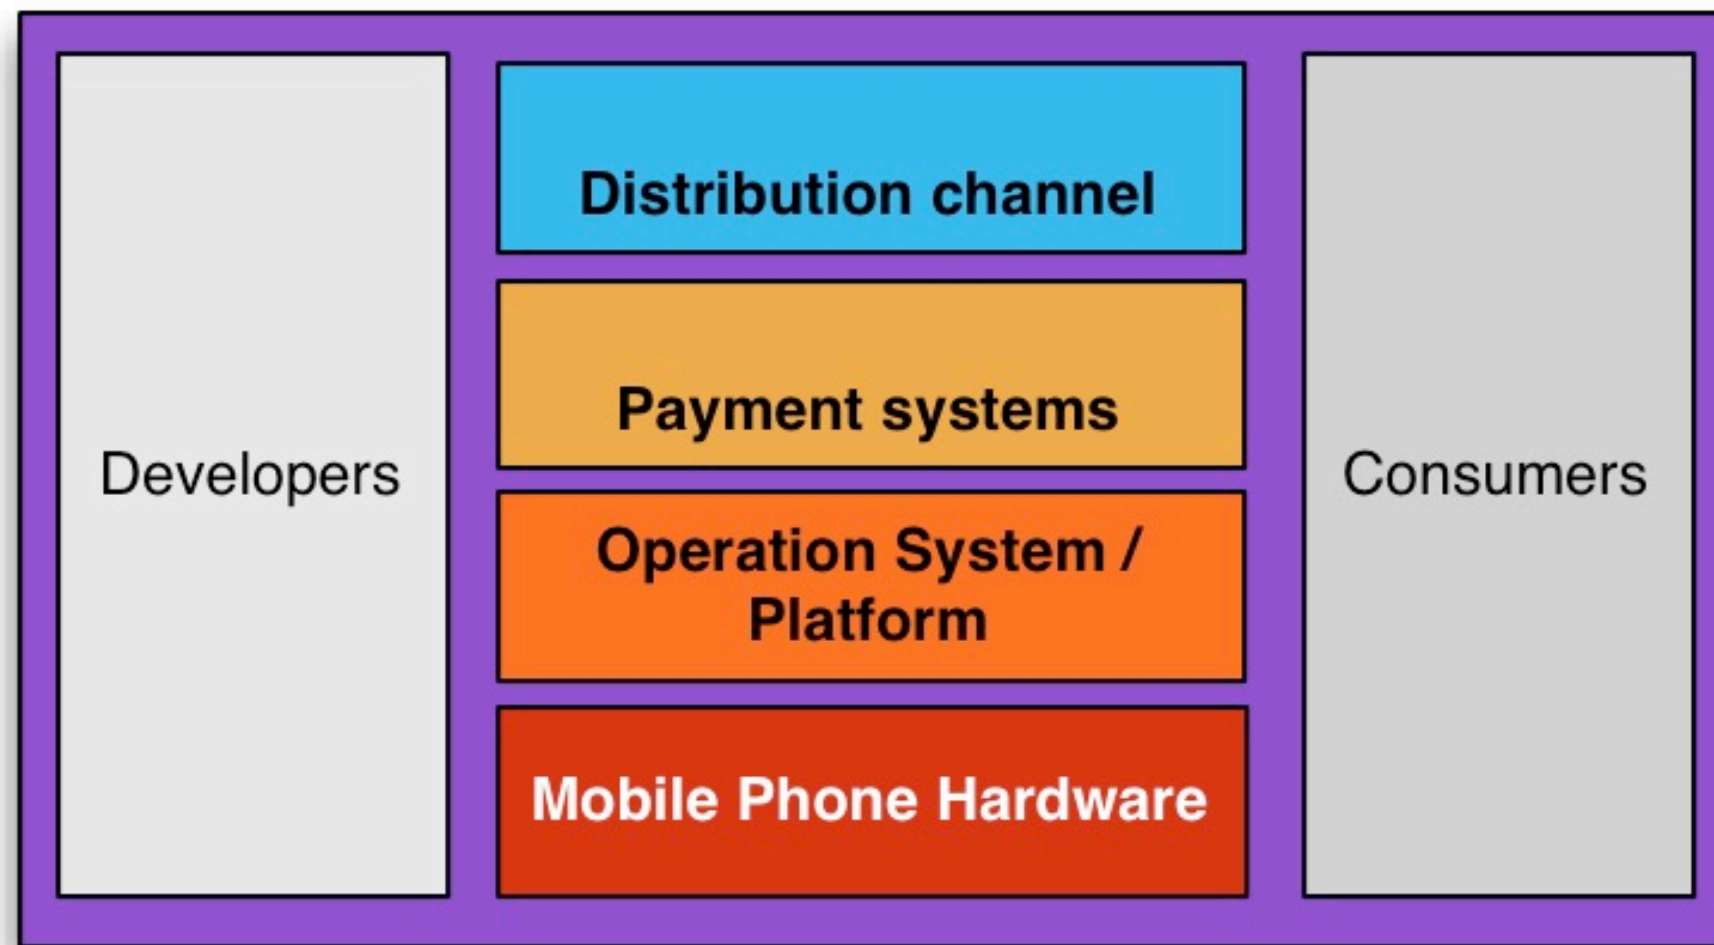 Developers
Distribution channel
Payment systems
Operation System /
Platform
Mobile Phone Hardware
Consumers